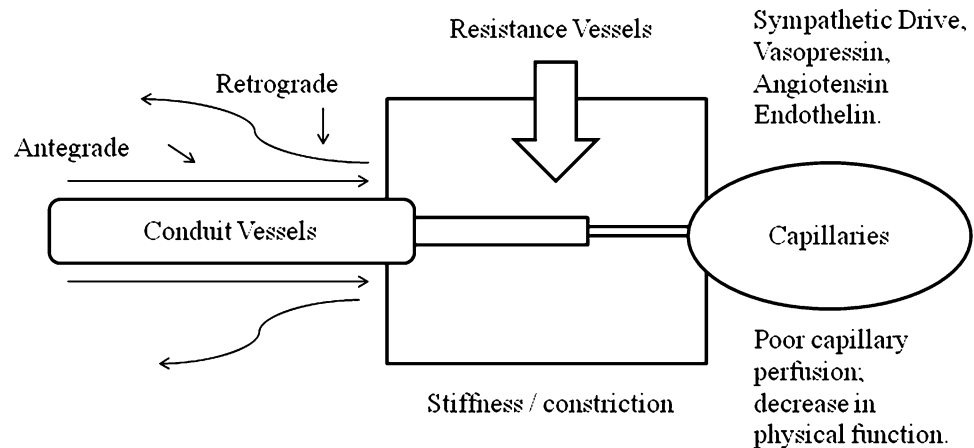 Resistance Vessels
Sympathetic Drive,
Vasopressin,
Angiotensin
Endothelin.
Retrograde
Antegrade
Conduit Vessels
Capillaries
Stiffness / constriction
Poor capillary
perfusion;
decrease in
physical function.